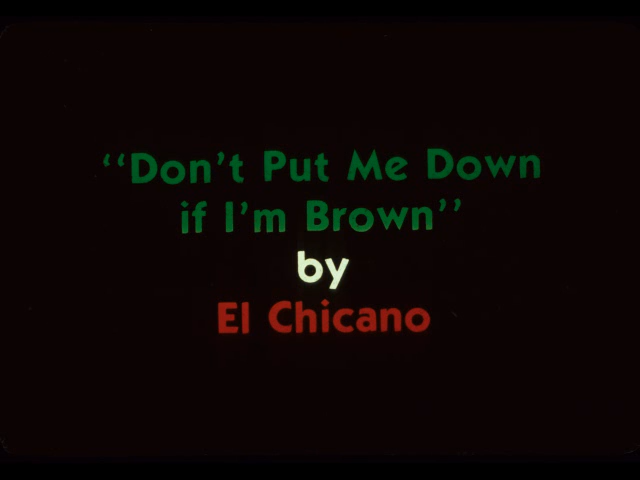 “Don’t Put Me Down
if I’m Brown”
by
El Chicano